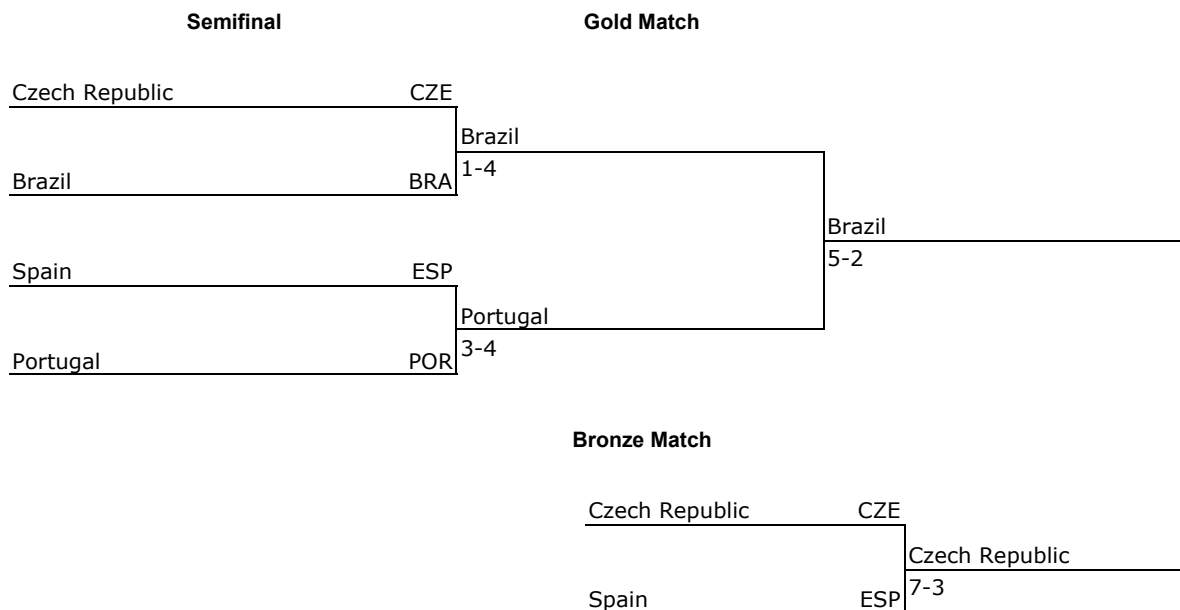 Semifinal Gold Match
Czech Republic CZE
Brazil
1-4
Brazil BRA
Brazil
5-2
Spain ESP
Portugal
3-4
Portugal POR
Bronze Match
Czech Republic CZE
Czech Republic
7-3
Spain ESP